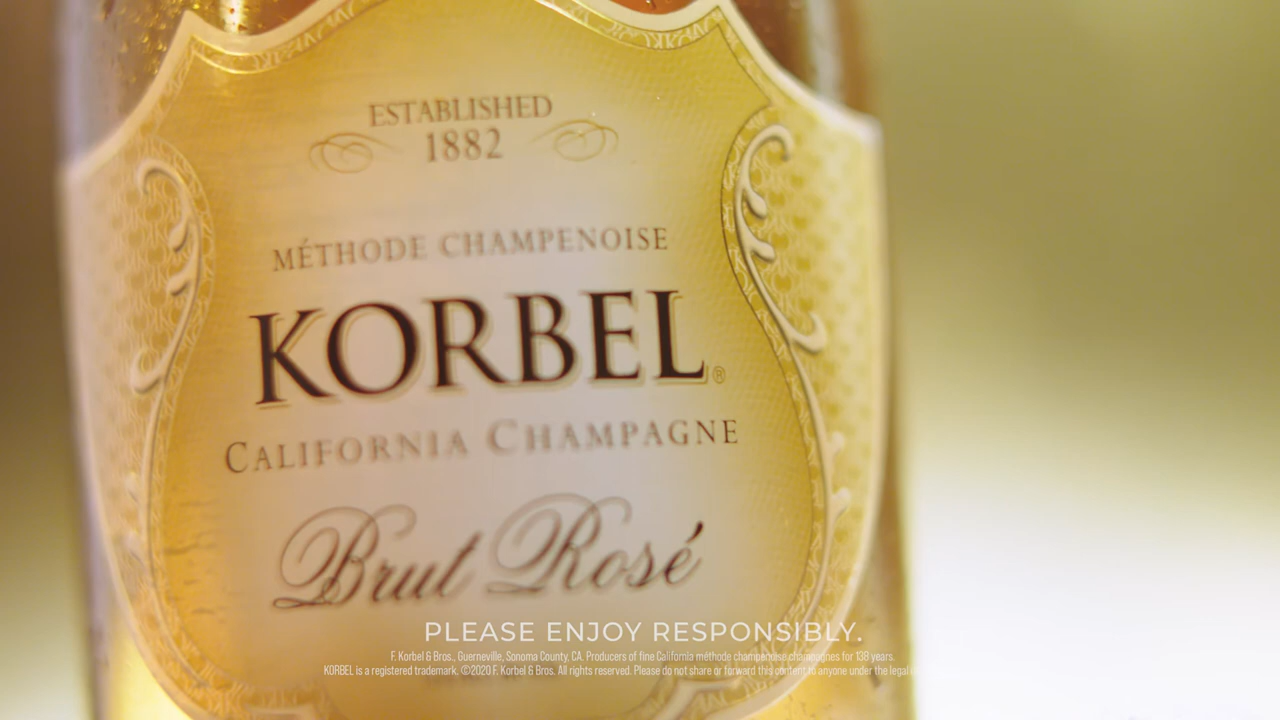 ESTABLISHED
1882
MÉTHODE CHAMPENOISE
KORBEL®
CALIFORNIA CHAMPAGNE
Brut Rosé
PLEASE ENJOY RESPONSIBLY.
F. Korbel & Bros., Guerneville, Sonoma County, CA. Producers of fine California méthode champenoise champagnes for 138 years.
KORBEL is a registered trademark. ©2020 F. Korbel & Bros. All rights reserved. Please do not share or forward this content to anyone under the legal